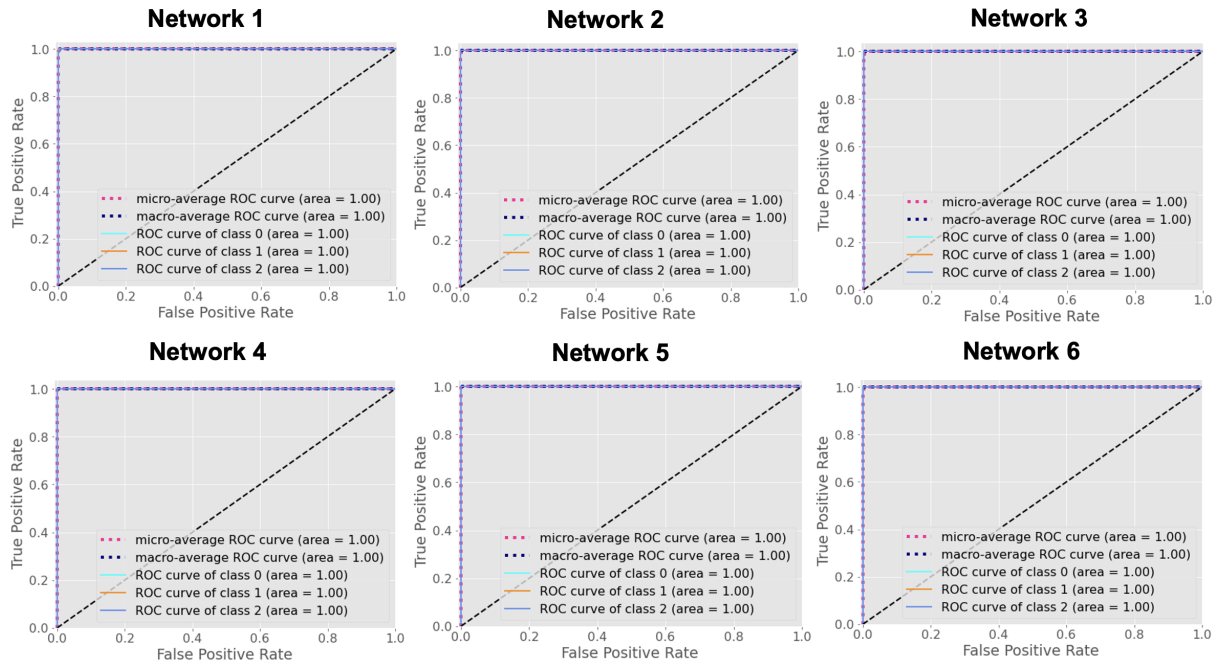 Network 1
1.0
0.8
0.6
0.4
0.2
0.0
True Positive Rate
micro-average ROC curve (area = 1.00)
macro-average ROC curve (area = 1.00)
ROC curve of class 0 (area = 1.00)
ROC curve of class 1 (area = 1.00)
ROC curve of class 2 (area = 1.00)
0.0 0.2 0.4 0.6 0.8 1.0
False Positive Rate
Network 2
1.0
0.8
0.6
0.4
0.2
0.0
True Positive Rate
micro-average ROC curve (area = 1.00)
macro-average ROC curve (area = 1.00)
ROC curve of class 0 (area = 1.00)
ROC curve of class 1 (area = 1.00)
ROC curve of class 2 (area = 1.00)
0.0 0.2 0.4 0.6 0.8 1.0
False Positive Rate
Network 3
1.0
0.8
0.6
0.4
0.2
0.0
True Positive Rate
micro-average ROC curve (area = 1.00)
macro-average ROC curve (area = 1.00)
ROC curve of class 0 (area = 1.00)
ROC curve of class 1 (area = 1.00)
ROC curve of class 2 (area = 1.00)
0.0 0.2 0.4 0.6 0.8 1.0
False Positive Rate
Network 4
1.0
0.8
0.6
0.4
0.2
0.0
True Positive Rate
micro-average ROC curve (area = 1.00)
macro-average ROC curve (area = 1.00)
ROC curve of class 0 (area = 1.00)
ROC curve of class 1 (area = 1.00)
ROC curve of class 2 (area = 1.00)
0.0 0.2 0.4 0.6 0.8 1.0
False Positive Rate
Network 5
1.0
0.8
0.6
0.4
0.2
0.0
True Positive Rate
micro-average ROC curve (area = 1.00)
macro-average ROC curve (area = 1.00)
ROC curve of class 0 (area = 1.00)
ROC curve of class 1 (area = 1.00)
ROC curve of class 2 (area = 1.00)
0.0 0.2 0.4 0.6 0.8 1.0
False Positive Rate
Network 6
1.0
0.8
0.6
0.4
0.2
0.0
True Positive Rate
micro-average ROC curve (area = 1.00)
macro-average ROC curve (area = 1.00)
ROC curve of class 0 (area = 1.00)
ROC curve of class 1 (area = 1.00)
ROC curve of class 2 (area = 1.00)
0.0 0.2 0.4 0.6 0.8 1.0
False Positive Rate